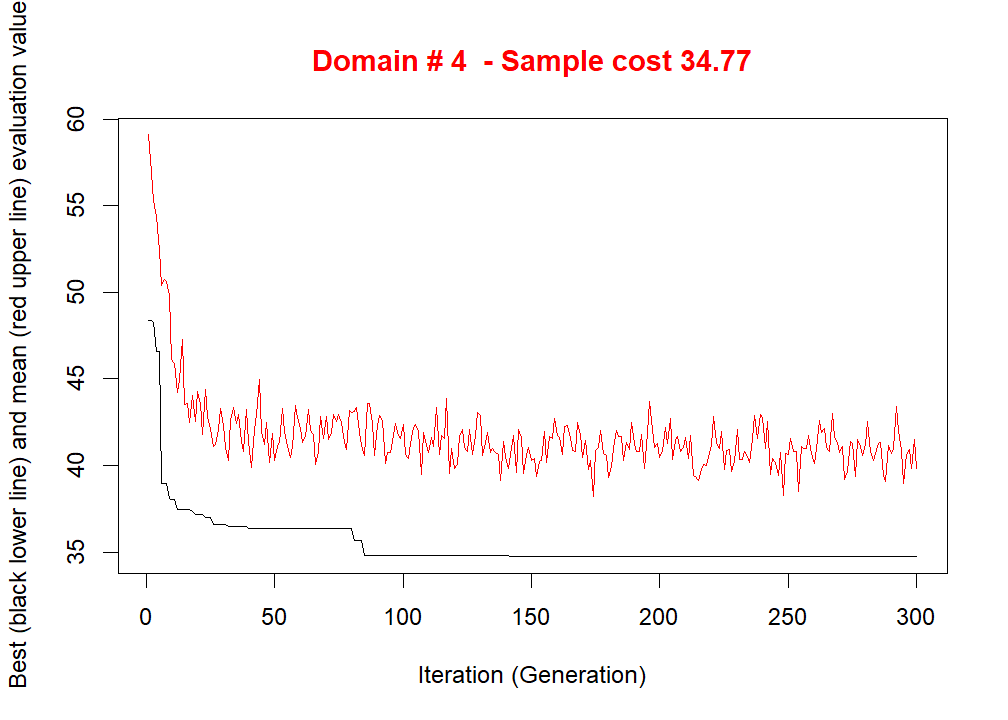 Domain # 4  - Sample cost 34.77
Best (black lower line) and mean (red upper line) evaluation value
60
55
50
45
40
35
0 50 100 150 200 250 300
Iteration (Generation)